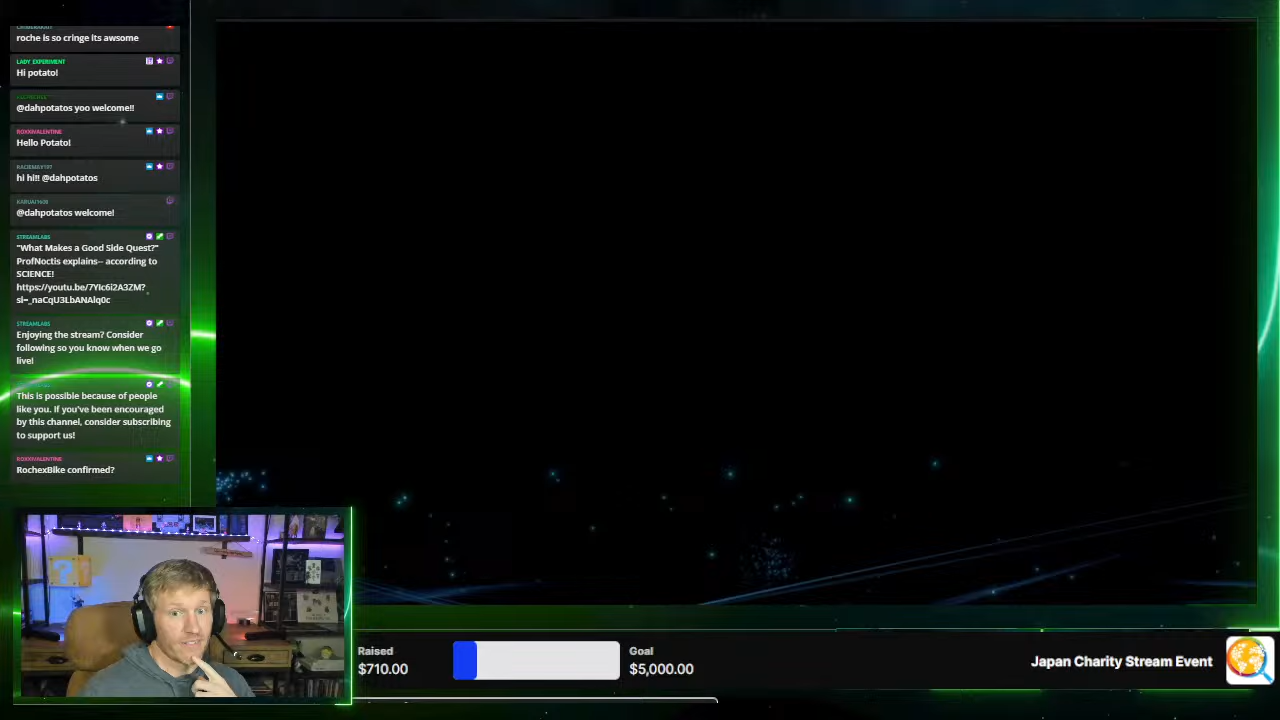 roche is so cringe its awsome
LADY EXPERIMENT
Hi potato!
@dahpotatos yoo welcome!!
ROXXIVALENTINE
Hello Potato!
hi hi!! @dahpotatos
@dahpotatos welcome!
STREAMLABS
"What Makes a Good Side Quest?"
ProfNoctis explains-- according to
SCIENCE!
https://youtu.be/7YIc6i2A3ZM?
si=_naCqU3LbANAlq0c
STREAMLABS
Enjoying the stream? Consider
following so you know when we go
live!
This is possible because of people
like you. If you've been encouraged
by this channel, consider subscribing
to support us!
ROXXIVALENTINE
RochexBike confirmed?
Raised
$710.00
Goal
$5,000.00
Japan Charity Stream Event